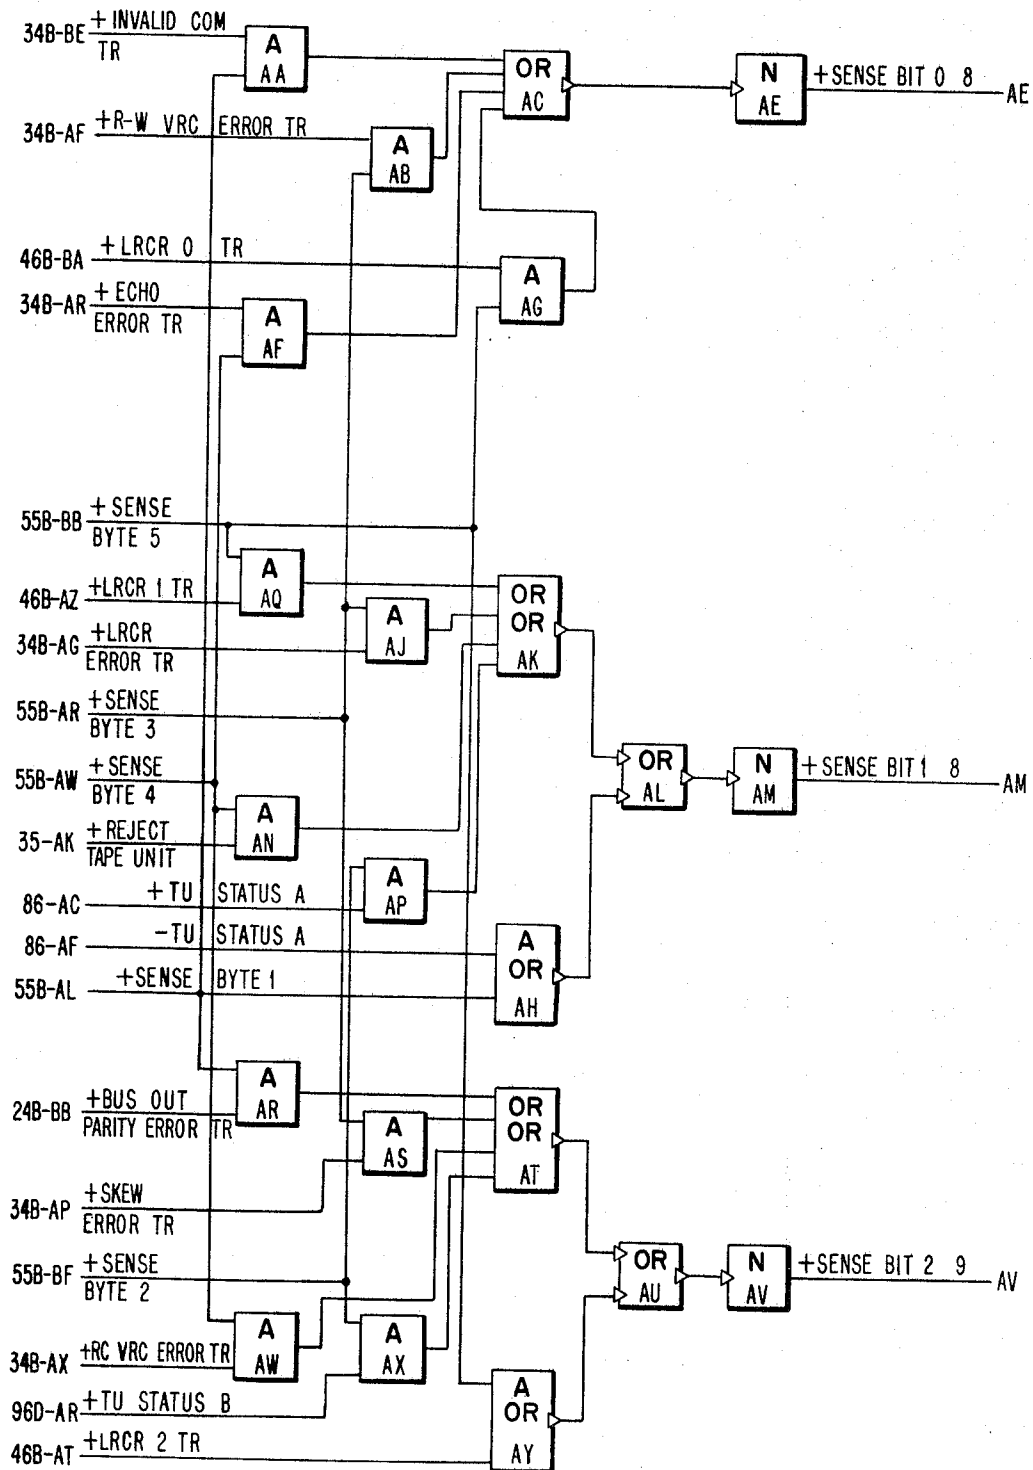 34B-BE +INVALID COM
TR
A
AA
OR
AC
N
AE
+SENSE BIT 0 8
AE
34B-AF +R-W VRC ERROR TR
A
AB
46B-BA +LRCR 0 TR
A
AG
34B-AR +ECHO
ERROR TR
A
AF
55B-BB +SENSE
BYTE 5
A
AQ
46B-AZ +LRCR 1 TR
OR
OR
AK
34B-AG +LRCR
ERROR TR
A
AJ
55B-AR +SENSE
BYTE 3
55B-AW +SENSE
BYTE 4
OR
AL
N
AM
+SENSE BIT 1 8
AM
35-AK +REJECT
TAPE UNIT
A
AN
86-AC +TU STATUS A
A
AP
86-AF -TU STATUS A
A
OR
AH
55B-AL +SENSE BYTE 1
24B-BB +BUS OUT
PARITY ERROR TR
A
AR
OR
OR
AT
A
AS
34B-AP +SKEW
ERROR TR
55B-BF +SENSE
BYTE 2
OR
AU
N
AV
+SENSE BIT 2 9
AV
34B-AX +RC VRC ERROR TR
A
AW
A
AX
96D-AR +TU STATUS B
A
OR
AY
46B-AT +LRCR 2 TR